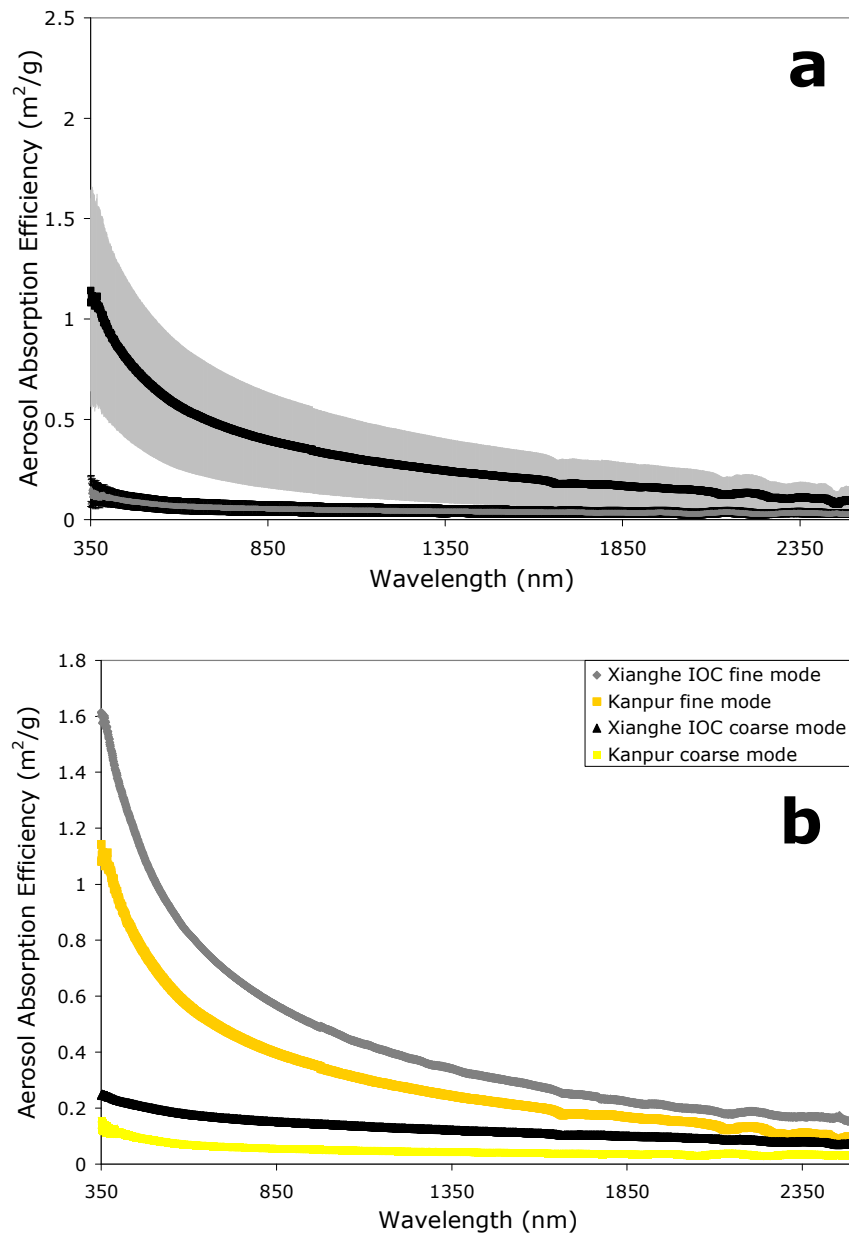 a
2.5
2
1.5
1
0.5
0
Aerosol Absorption Efficiency (m²/g)
350 850 1350 1850 2350
Wavelength (nm)
b
Xianghe IOC fine mode
Kanpur fine mode
Xianghe IOC coarse mode
Kanpur coarse mode
1.8
1.6
1.4
1.2
1
0.8
0.6
0.4
0.2
0
Aerosol Absorption Efficiency (m²/g)
350 850 1350 1850 2350
Wavelength (nm)